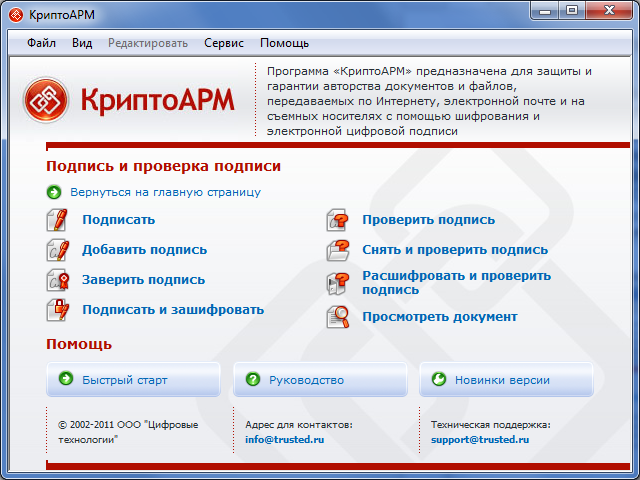 КриптоАРМ
Файл Вид Редактировать Сервис Помощь
КриптоАРМ
Программа «КриптоАРМ» предназначена для защиты и
гарантии авторства документов и файлов,
передаваемых по Интернету, электронной почте и на
съемных носителях с помощью шифрования и
электронной цифровой подписи
Подпись и проверка подписи
Вернуться на главную страницу
Подписать
Добавить подпись
Заверить подпись
Подписать и зашифровать
Проверить подпись
Снять и проверить подпись
Расшифровать и проверить
подпись
Просмотреть документ
Помощь
Быстрый старт
Руководство
Новинки версии
© 2002-2011 ООО "Цифровые
технологии"
Адрес для контактов:
info@trusted.ru
Техническая поддержка:
support@trusted.ru